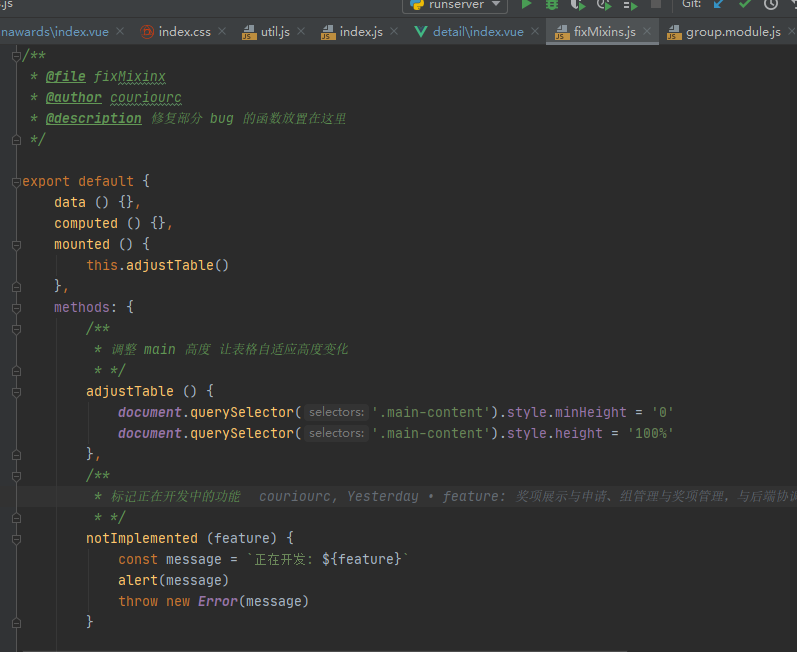 s.js
runserver
Git:
nawards\index.vue
index.css
util.js
index.js
detail\index.vue
fixMixins.js
group.module.js
/**
* @file fixMixinx
* @author couriourc
* @description 修复部分 bug 的函数放置在这里
*/
export default {
data () {},
computed () {},
mounted () {
this.adjustTable()
},
methods: {
/**
* 调整 main 高度 让表格自适应高度变化
* */
adjustTable () {
document.querySelector( selectors: '.main-content').style.minHeight = '0'
document.querySelector( selectors: '.main-content').style.height = '100%'
},
/**
* 标记正在开发中的功能 couriourc, Yesterday • feature: 奖项展示与申请、组管理与奖项管理，与后端协调
* */
notImplemented (feature) {
const message = `正在开发: ${feature}`
alert(message)
throw new Error(message)
}